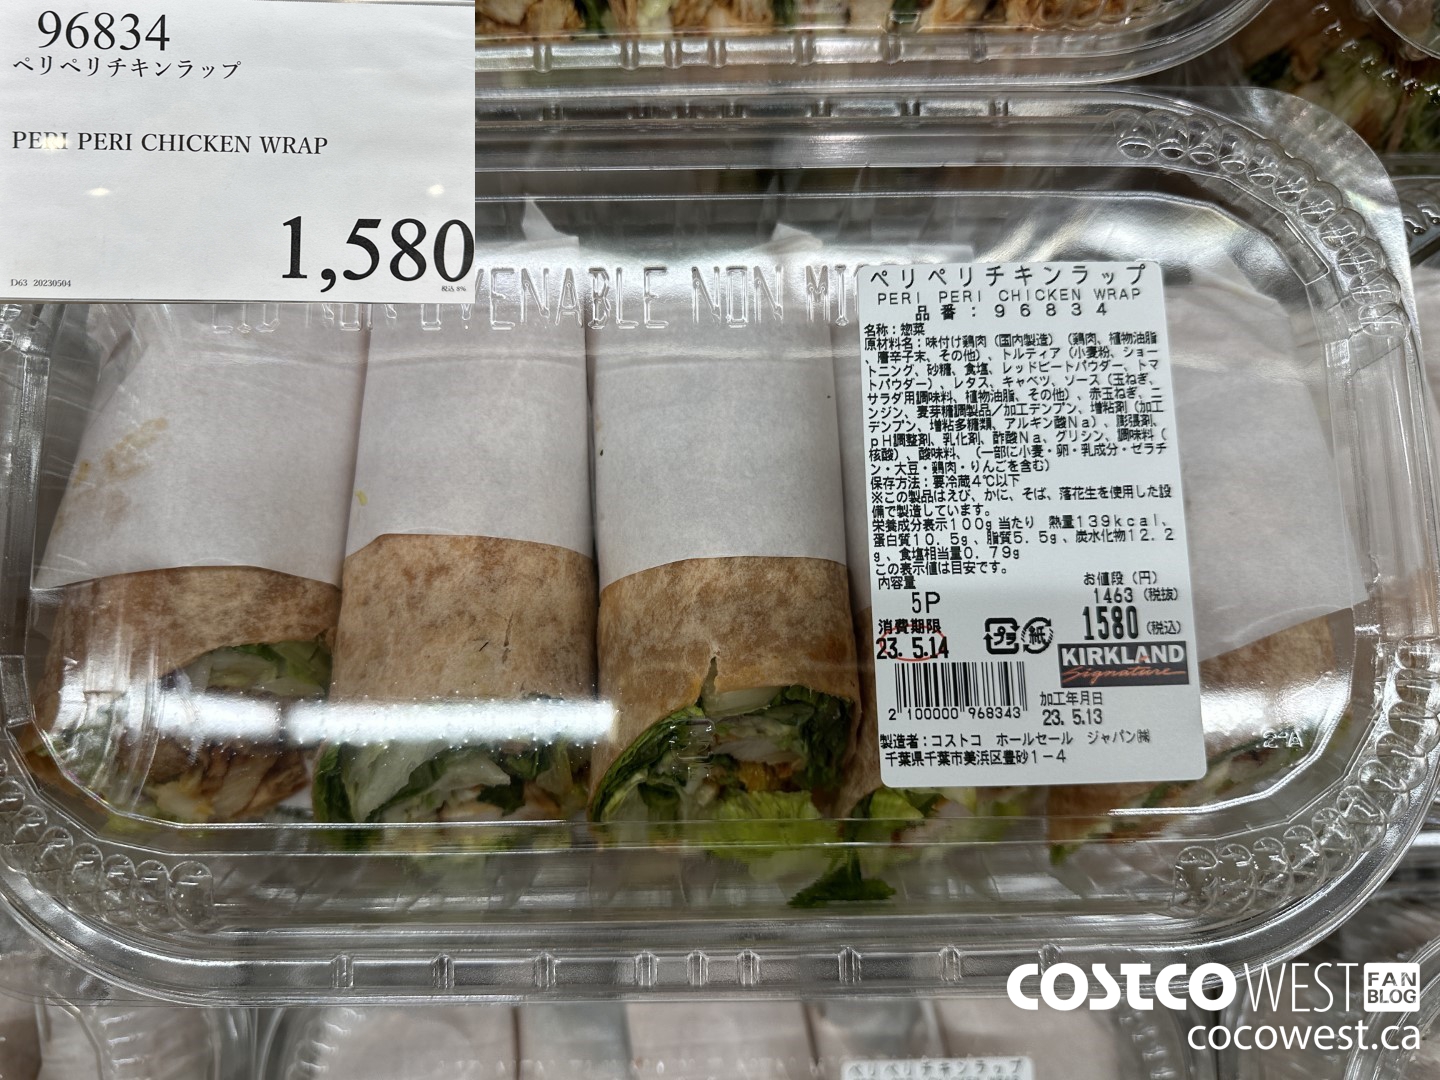 96834
ペリペリチキンラップ
PERI PERI CHICKEN WRAP
1,580
D63 20230504
税込 8%
OVENABLE NON MIC
ペリペリチキンラップ
PERI PERI CHICKEN WRAP
品番：96834
名称：惣菜
原材料名：味付け鶏肉（国内製造）（鶏肉、植物油脂
、唐辛子末、その他）、トルティア（小麦粉、ショー
トニング、砂糖、食塩、レッドビートパウダー、トマ
トパウダー）、レタス、キャベツ、ソース（玉ねぎ、
サラダ用調味料、植物油脂、その他）、赤玉ねぎ、ニ
ンジン、麦芽糖調製品／加工デンプン、増粘剤（加工
デンプン、増粘多糖類、アルギン酸Na）、膨張剤、
pH調整剤、乳化剤、酢酸Na、グリシン、調味料（
核酸）、酸味料、（一部に小麦・卵・乳成分・ゼラチ
ン・大豆・鶏肉・りんごを含む）
保存方法：要冷蔵4℃以下
※この製品はえび、かに、そば、落花生を使用した設
備で製造しています。
栄養成分表示100g当たり 熱量139kcal、
蛋白質10.5g、脂質5.5g、炭水化物12.2
g、食塩相当量0.79g
この表示値は目安です。
内容量
5P
お値段（円）
1463（税抜）
1580（税込）
消費期限
23.5.14
プラ
紙
KIRKLAND
Signature
2 100000 968343
加工年月日
23.5.13
製造者：コストコ ホールセール ジャパン㈱
千葉県千葉市美浜区豊砂1-4
ペリペリチキンラップ
COSTCO WEST FAN BLOG
cocowest.ca